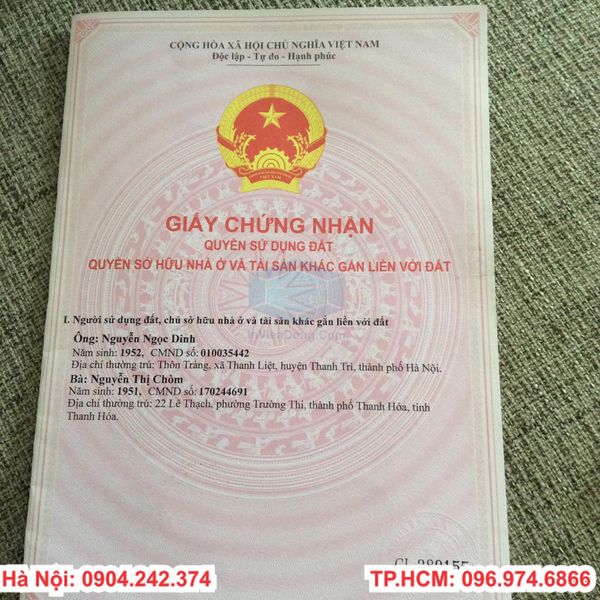 CỘNG HÒA XÃ HỘI CHỦ NGHĨA VIỆT NAM
Độc lập - Tự do - Hạnh phúc
VIỆT NAM
GIẤY CHỨNG NHẬN
QUYỀN SỬ DỤNG ĐẤT
QUYỀN SỞ HỮU NHÀ Ở VÀ TÀI SẢN KHÁC GẮN LIỀN VỚI ĐẤT
I. Người sử dụng đất, chủ sở hữu nhà ở và tài sản khác gắn liền với đất
InVienDong.Com
Ông: Nguyễn Ngọc Dinh
Năm sinh: 1952, CMND số: 010035442
Địa chỉ thường trú: Thôn Tràng, xã Thanh Liệt, huyện Thanh Trì, thành phố Hà Nội.
Bà: Nguyễn Thị Chòm
Năm sinh: 1951, CMND số: 170244691
Địa chỉ thường trú: 22 Lê Thạch, phường Trường Thi, thành phố Thanh Hóa, tỉnh
Thanh Hóa.
Hà Nội: 0904.242.374
TP.HCM: 096.974.6866